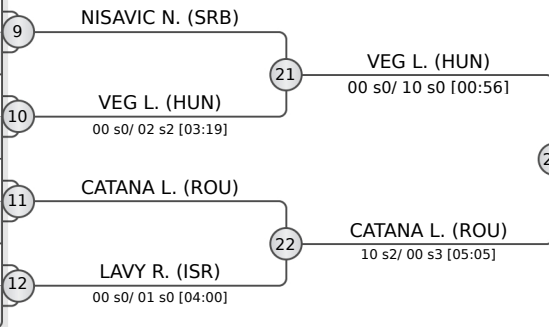 NISAVIC N. (SRB)
9
21
VEG L. (HUN)
00 s0/ 10 s0 [00:56]
VEG L. (HUN)
10
00 s0/ 02 s2 [03:19]
2
CATANA L. (ROU)
11
22
CATANA L. (ROU)
10 s2/ 00 s3 [05:05]
LAVY R. (ISR)
12
00 s0/ 01 s0 [04:00]